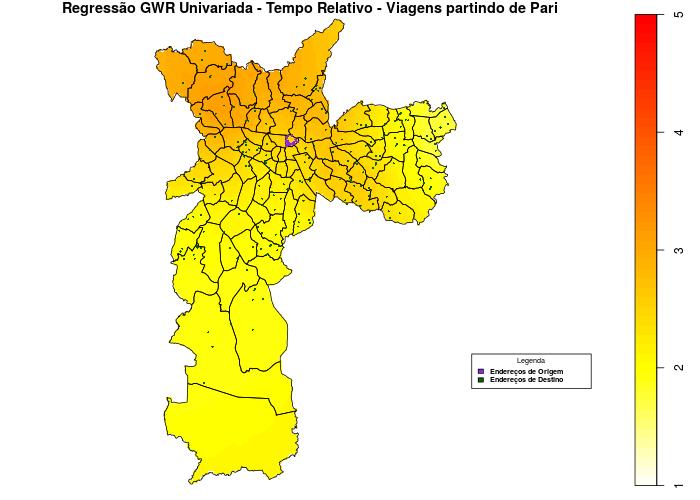 Regressão GWR Univariada - Tempo Relativo - Viagens partindo de Pari
5
4
3
2
1
Legenda
Endereços de Origem
Endereços de Destino